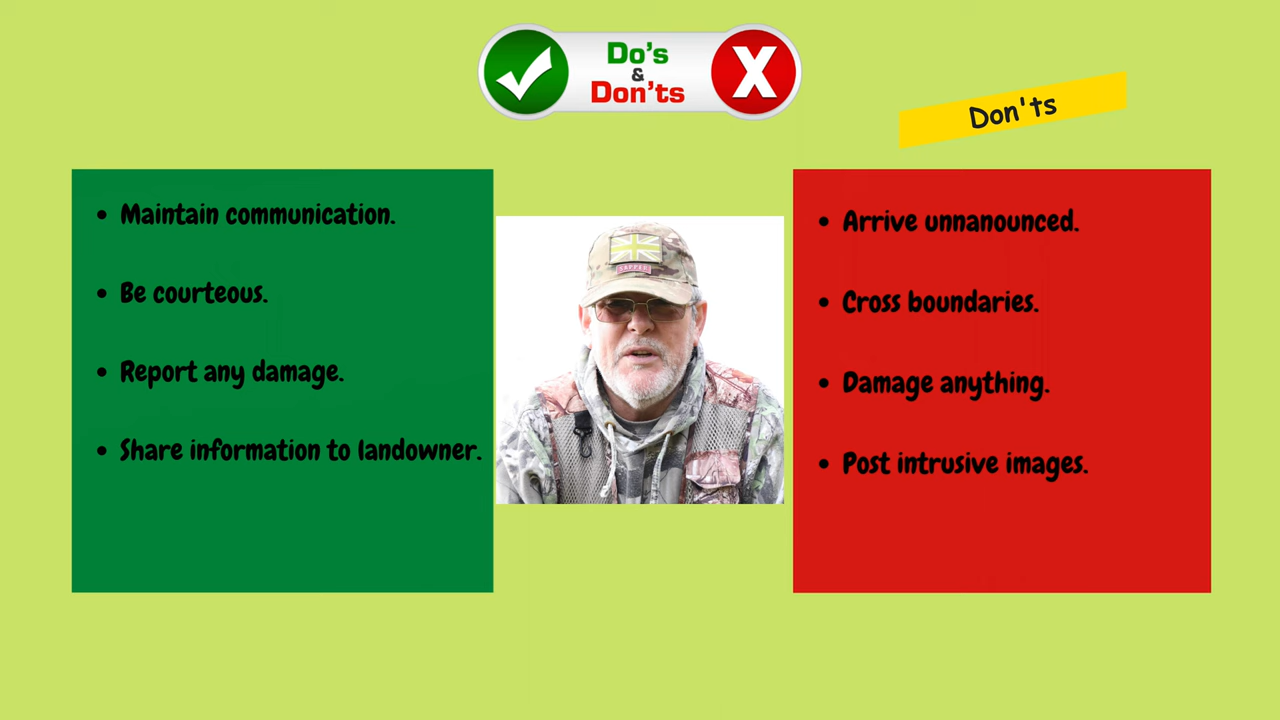 Do's
&
Don'ts
Don'ts
Maintain communication.
Be courteous.
Report any damage.
Share information to landowner.
SAPPER
Arrive unnanounced.
Cross boundaries.
Damage anything.
Post intrusive images.